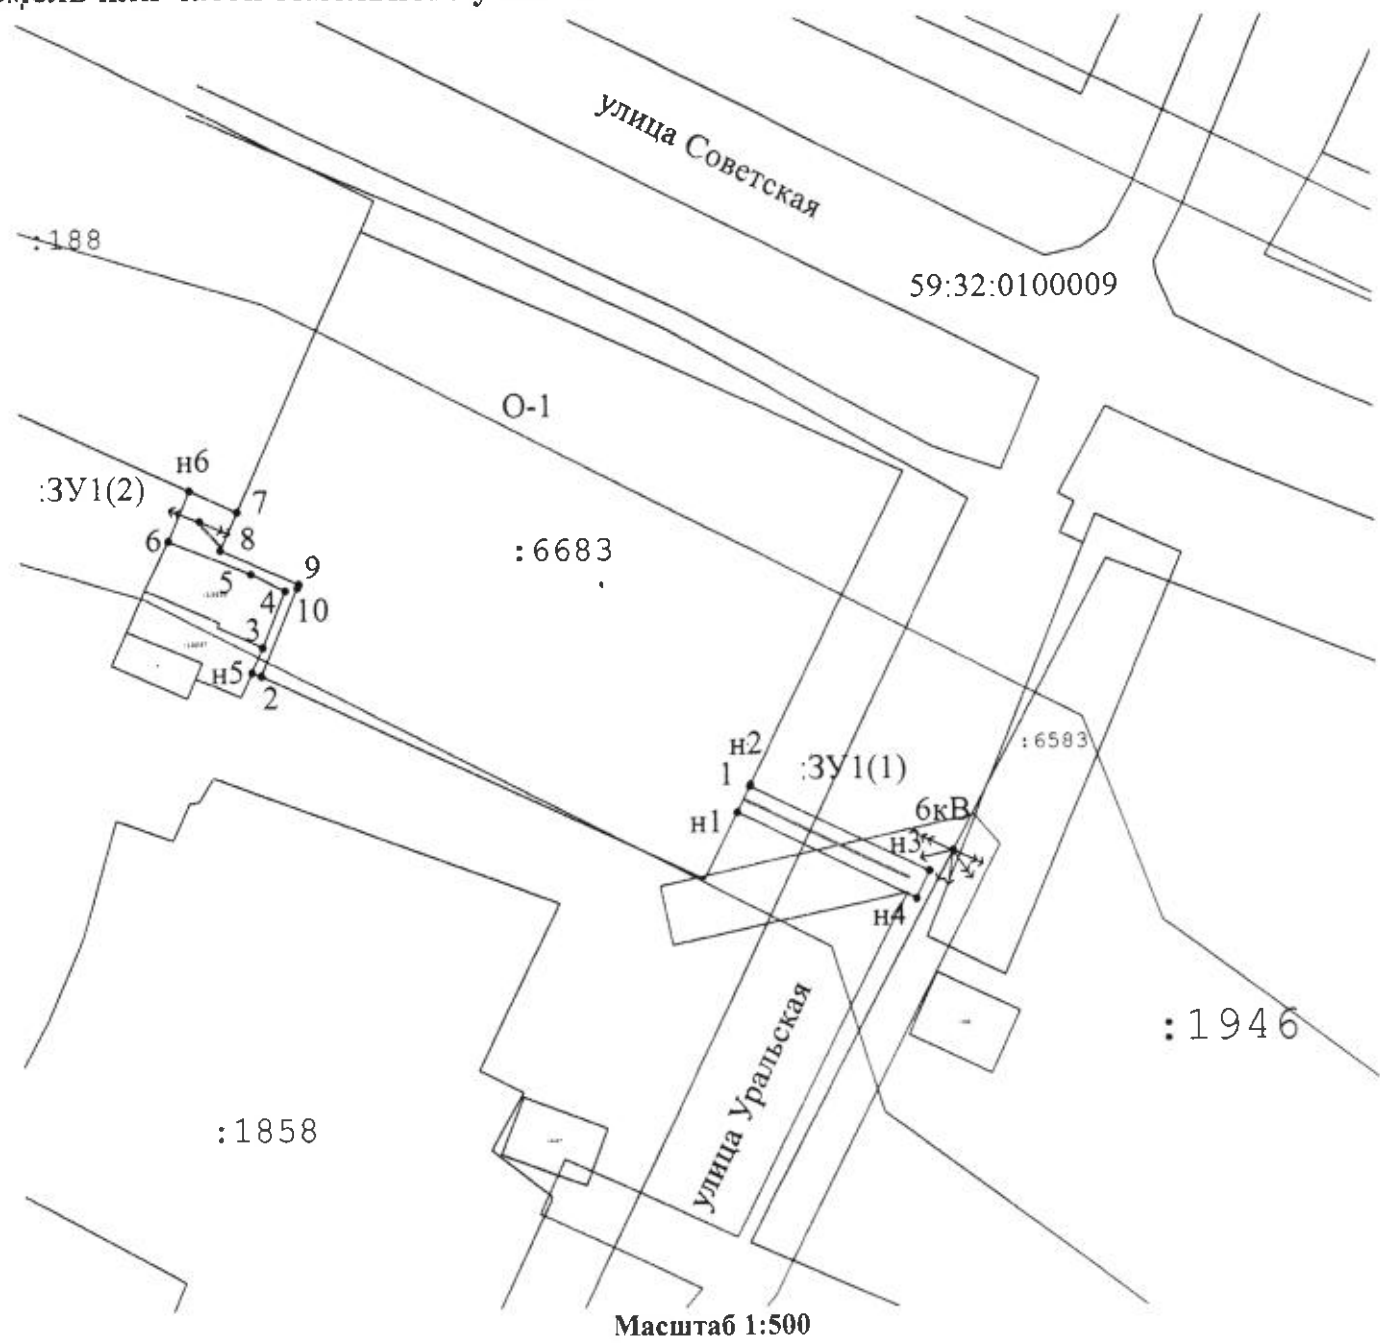 улица Советская
:188
59:32:0100009
О-1
н6
:ЗУ1(2)
7
6
8
:6683
9
5
4
10
3
н5
2
н2
:6583
1
:ЗУ1(1)
6кВ
н1
н3
н4
:1946
улица Уральская
:1858
Масштаб 1:500